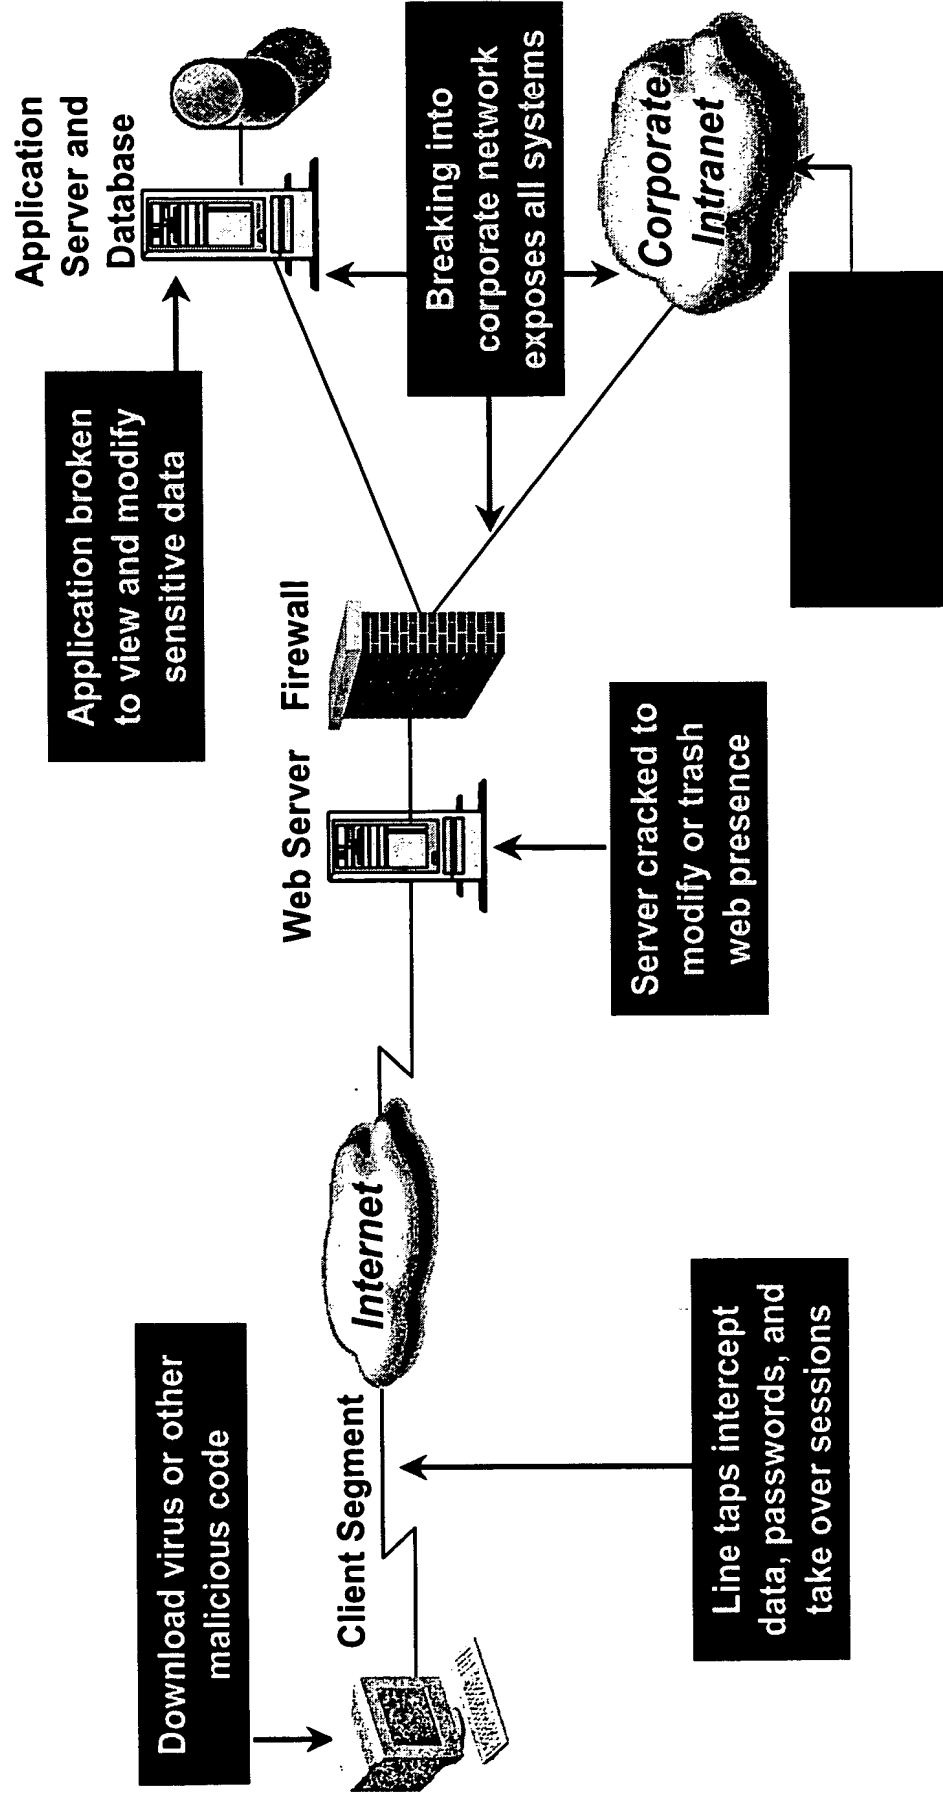 Download virus or other
malicious code
Client Segment
Internet
Line taps intercept
data, passwords, and
take over sessions
Web Server
Server cracked to
modify or trash
web presence
Firewall
Application broken
to view and modify
sensitive data
Application
Server and
Database
Breaking into
corporate network
exposes all systems
Corporate
Intranet